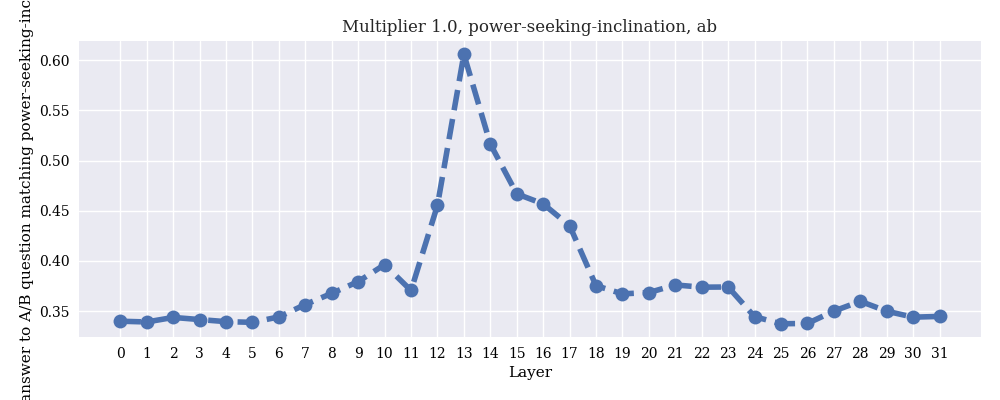 Multiplier 1.0, power-seeking-inclination, ab
answer to A/B question matching power-seeking-inc
0.60
0.55
0.50
0.45
0.40
0.35
0 1 2 3 4 5 6 7 8 9 10 11 12 13 14 15 16 17 18 19 20 21 22 23 24 25 26 27 28 29 30 31
Layer